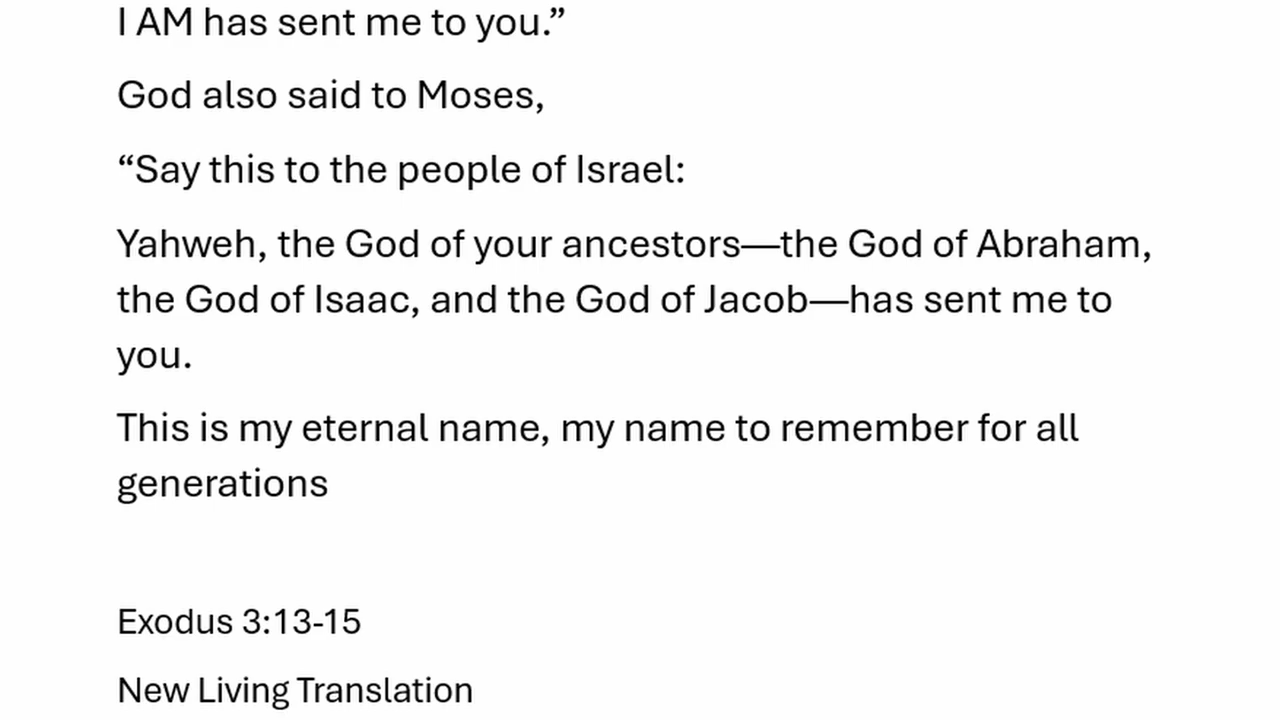 I AM has sent me to you.”
God also said to Moses,
“Say this to the people of Israel:
Yahweh, the God of your ancestors—the God of Abraham,
the God of Isaac, and the God of Jacob—has sent me to
you.
This is my eternal name, my name to remember for all
generations
Exodus 3:13-15
New Living Translation